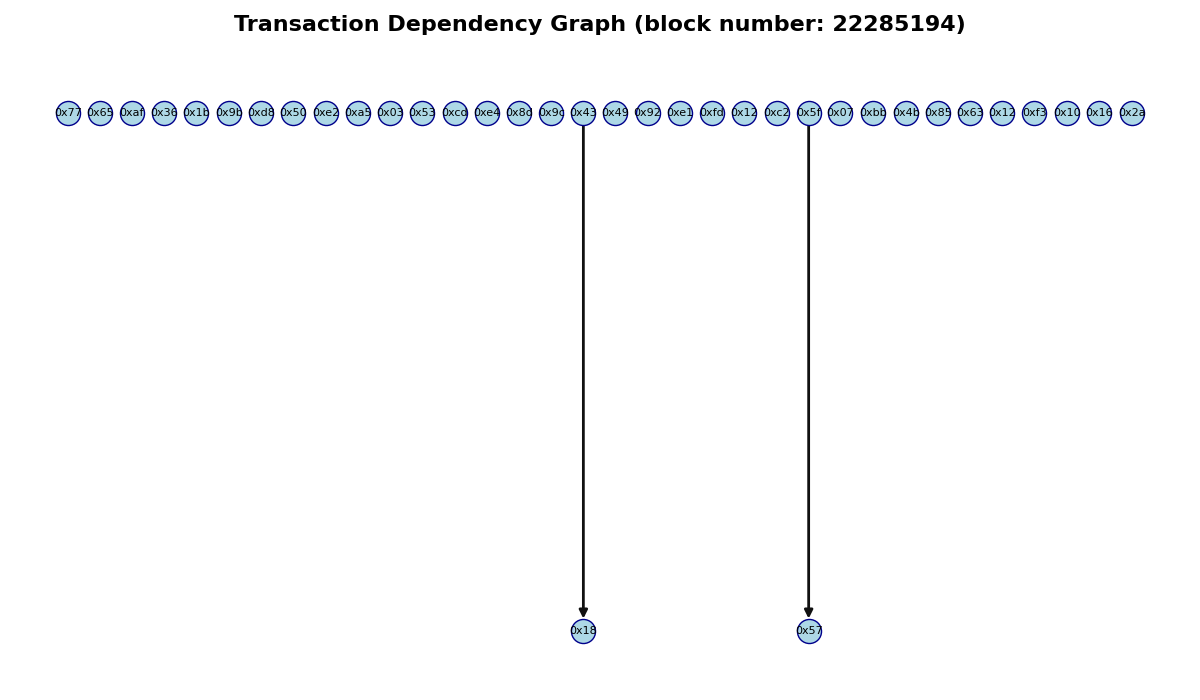 Transaction Dependency Graph (block number: 22285194)
0x77 0x65 0xaf 0x36 0x1b 0x9b 0xd8 0x50 0xe2 0xa5 0x03 0x53 0xcd 0xe4 0x8d 0x9c 0x43 0x49 0x92 0xe1 0xfd 0x12 0xc2 0x5f 0x07 0xbb 0x4b 0x85 0x63 0x12 0xf3 0x10 0x16 0x2a
0x18 0x57